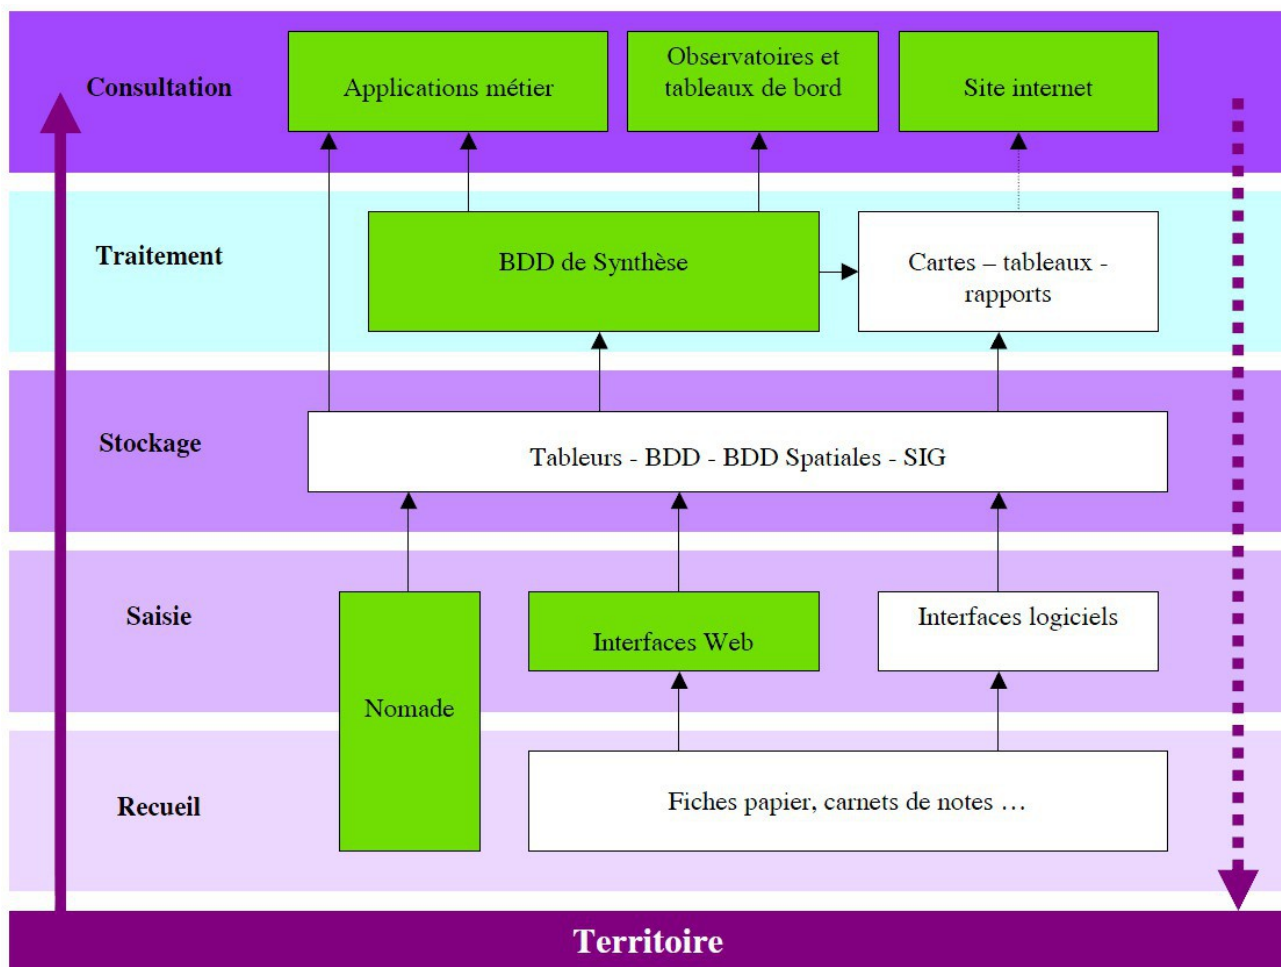 Consultation
Applications métier
Observatoires et
tableaux de bord
Site internet
Traitement
BDD de Synthèse
Cartes – tableaux -
rapports
Stockage
Tableurs - BDD - BDD Spatiales - SIG
Saisie
Nomade
Interfaces Web
Interfaces logiciels
Recueil
Fiches papier, carnets de notes …
Territoire